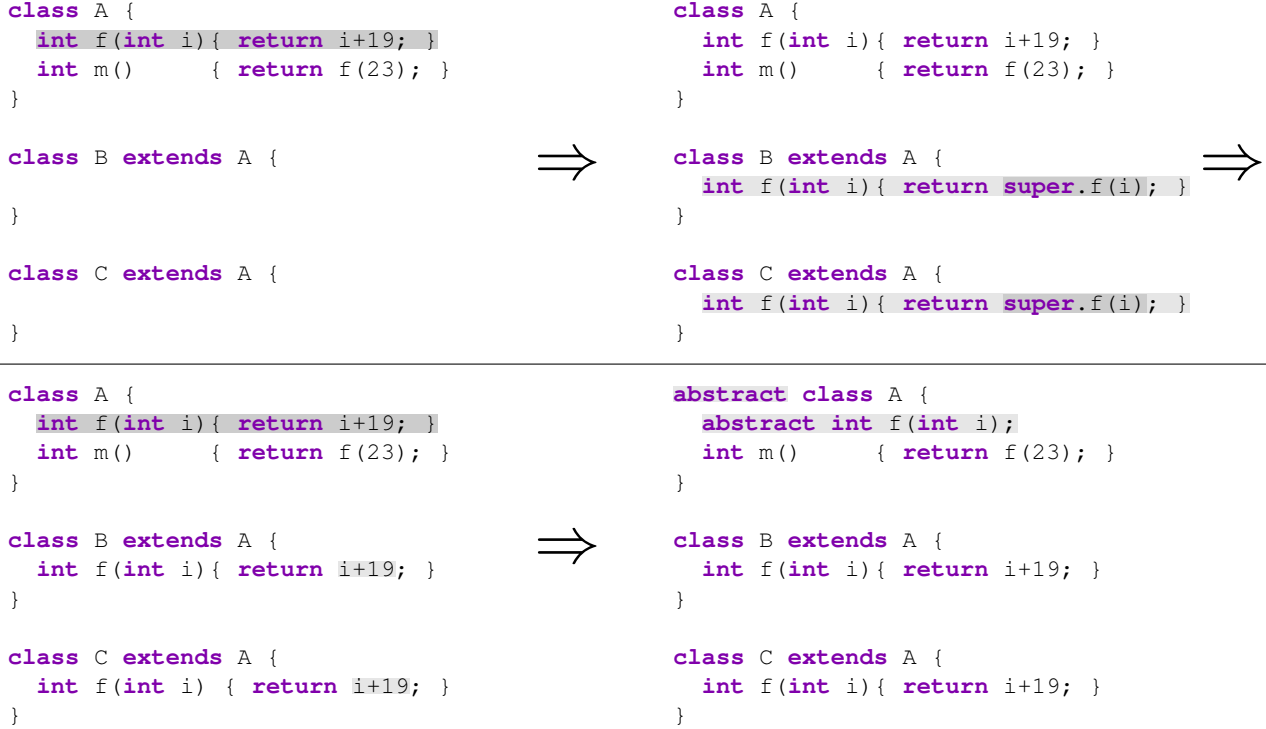 class A {
  int f(int i){ return i+19; }
  int m()     { return f(23); }
}

class B extends A {

}

class C extends A {

}
⇒
class A {
  int f(int i){ return i+19; }
  int m()     { return f(23); }
}

class B extends A {
  int f(int i){ return super.f(i); }
}

class C extends A {
  int f(int i){ return super.f(i); }
}
⇒
class A {
  int f(int i){ return i+19; }
  int m()     { return f(23); }
}

class B extends A {
  int f(int i){ return i+19; }
}

class C extends A {
  int f(int i) { return i+19; }
}
⇒
abstract class A {
  abstract int f(int i);
  int m()     { return f(23); }
}

class B extends A {
  int f(int i){ return i+19; }
}

class C extends A {
  int f(int i){ return i+19; }
}